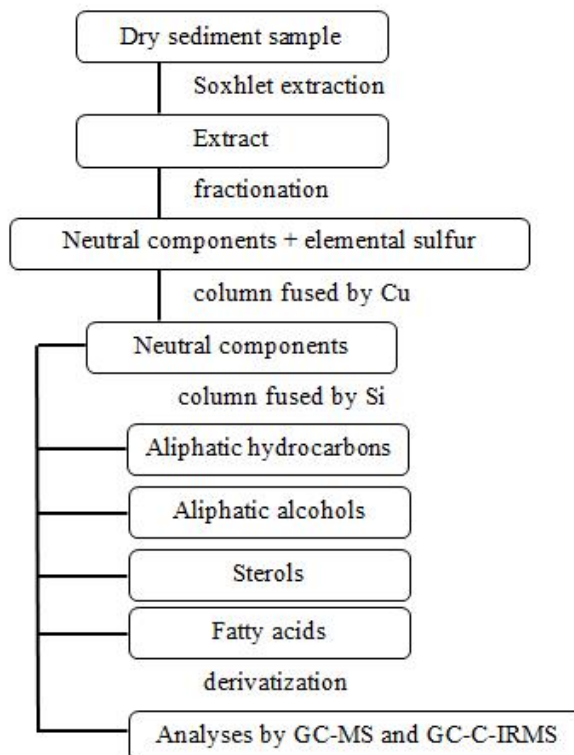 Dry sediment sample
Soxhlet extraction
Extract
fractionation
Neutral components + elemental sulfur
column fused by Cu
Neutral components
column fused by Si
Aliphatic hydrocarbons
Aliphatic alcohols
Sterols
Fatty acids
derivatization
Analyses by GC-MS and GC-C-IRMS